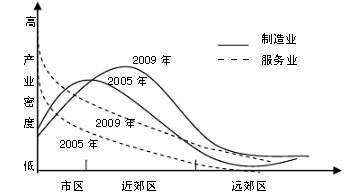 高
产
业
密
度
低
2009 年
2005 年
2009 年
2005 年
制造业
服务业
市区 近郊区 远郊区